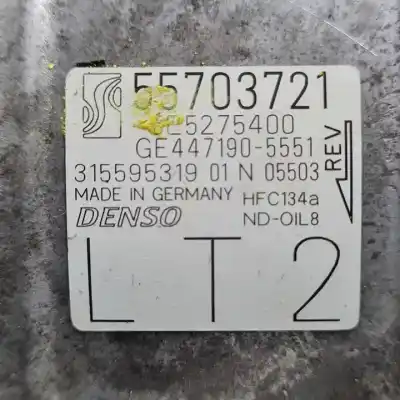 55703721
5275400
GE447190-5551
315595319 01 N 05503
MADE IN GERMANY HFC134a
DENSO ND-OIL8
REV
LT2